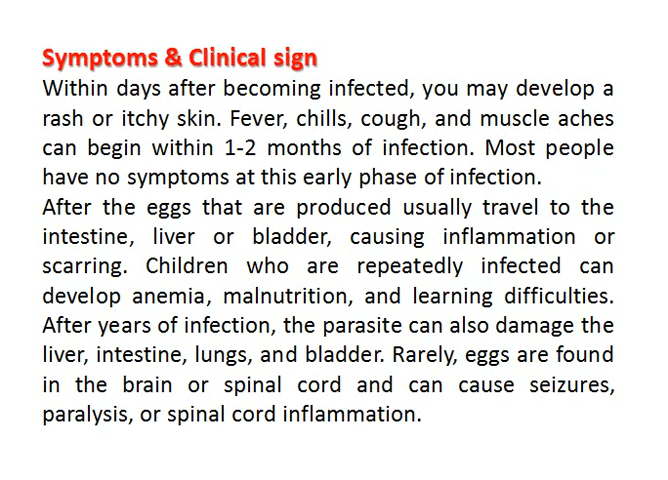 Symptoms & Clinical sign
Within days after becoming infected, you may develop a
rash or itchy skin. Fever, chills, cough, and muscle aches
can begin within 1-2 months of infection. Most people
have no symptoms at this early phase of infection.
After the eggs that are produced usually travel to the
intestine, liver or bladder, causing inflammation or
scarring. Children who are repeatedly infected can
develop anemia, malnutrition, and learning difficulties.
After years of infection, the parasite can also damage the
liver, intestine, lungs, and bladder. Rarely, eggs are found
in the brain or spinal cord and can cause seizures,
paralysis, or spinal cord inflammation.